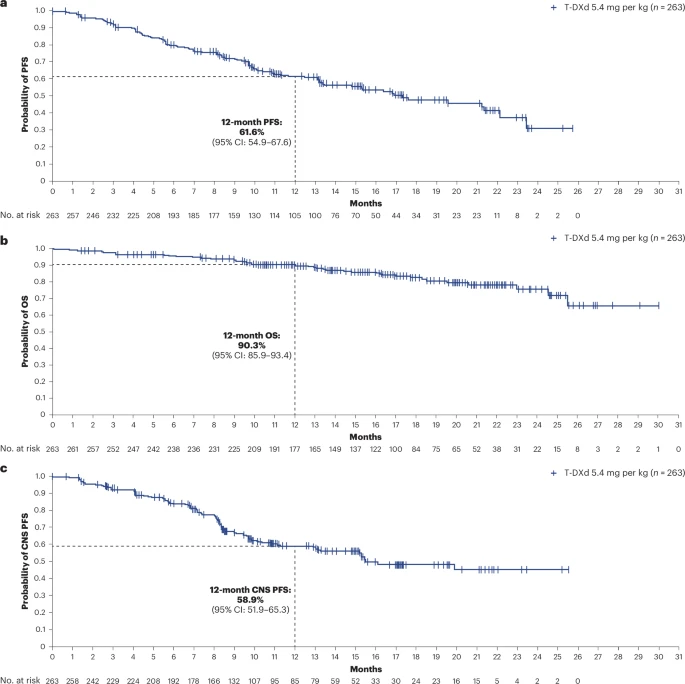 a
T-DXd 5.4 mg per kg (n = 263)
Probability of PFS
1.0
0.9
0.8
0.7
0.6
0.5
0.4
0.3
0.2
0.1
0
12-month PFS:
61.6%
(95% CI: 54.9–67.6)
0 1 2 3 4 5 6 7 8 9 10 11 12 13 14 15 16 17 18 19 20 21 22 23 24 25 26 27 28 29 30 31
Months
No. at risk 263 257 246 232 225 208 193 185 177 159 130 114 105 100 76 70 50 44 34 31 23 23 11 8 2 2 0
b
T-DXd 5.4 mg per kg (n = 263)
Probability of OS
1.0
0.9
0.8
0.7
0.6
0.5
0.4
0.3
0.2
0.1
0
12-month OS:
90.3%
(95% CI: 85.9–93.4)
0 1 2 3 4 5 6 7 8 9 10 11 12 13 14 15 16 17 18 19 20 21 22 23 24 25 26 27 28 29 30 31
Months
No. at risk 263 261 257 252 247 242 238 236 231 225 209 191 177 165 149 137 122 100 84 75 65 52 38 31 22 15 8 3 2 2 1 0
c
T-DXd 5.4 mg per kg (n = 263)
Probability of CNS PFS
1.0
0.9
0.8
0.7
0.6
0.5
0.4
0.3
0.2
0.1
0
12-month CNS PFS:
58.9%
(95% CI: 51.9–65.3)
0 1 2 3 4 5 6 7 8 9 10 11 12 13 14 15 16 17 18 19 20 21 22 23 24 25 26 27 28 29 30 31
Months
No. at risk 263 258 242 229 224 208 192 178 166 132 107 95 85 79 59 52 33 30 24 23 16 15 5 4 2 2 0